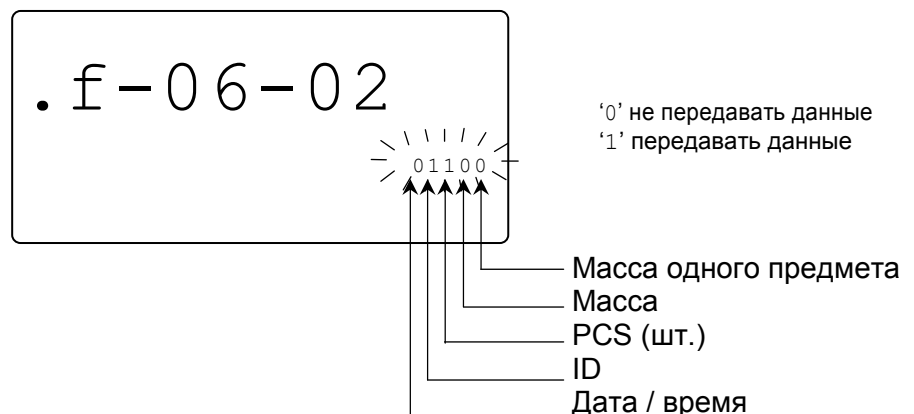 .f-06-02
01100
‘0’ не передавать данные
‘1’ передавать данные
Масса одного предмета
Масса
PCS (шт.)
ID
Дата / время